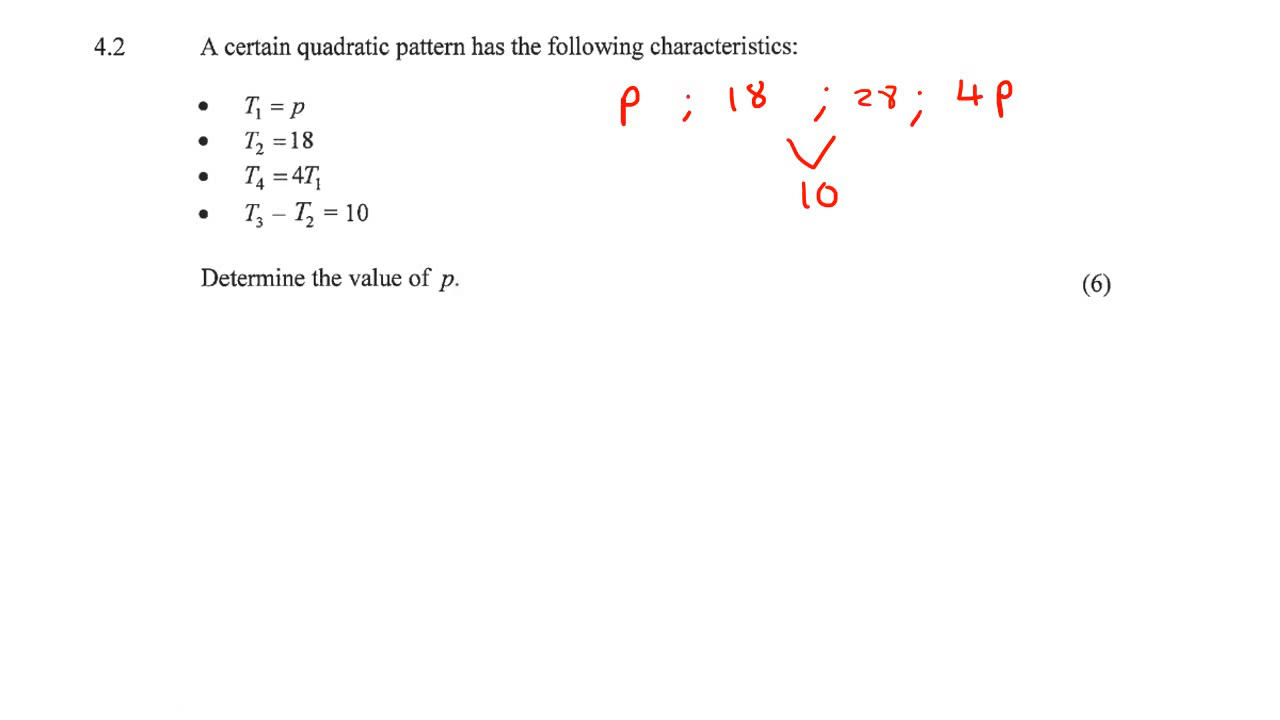 4.2 A certain quadratic pattern has the following characteristics:
p ; 18 ; 28 ; 4p
• T₁ = p
• T₂ = 18
• T₄ = 4T₁
10
• T₃ – T₂ = 10
Determine the value of p. (6)